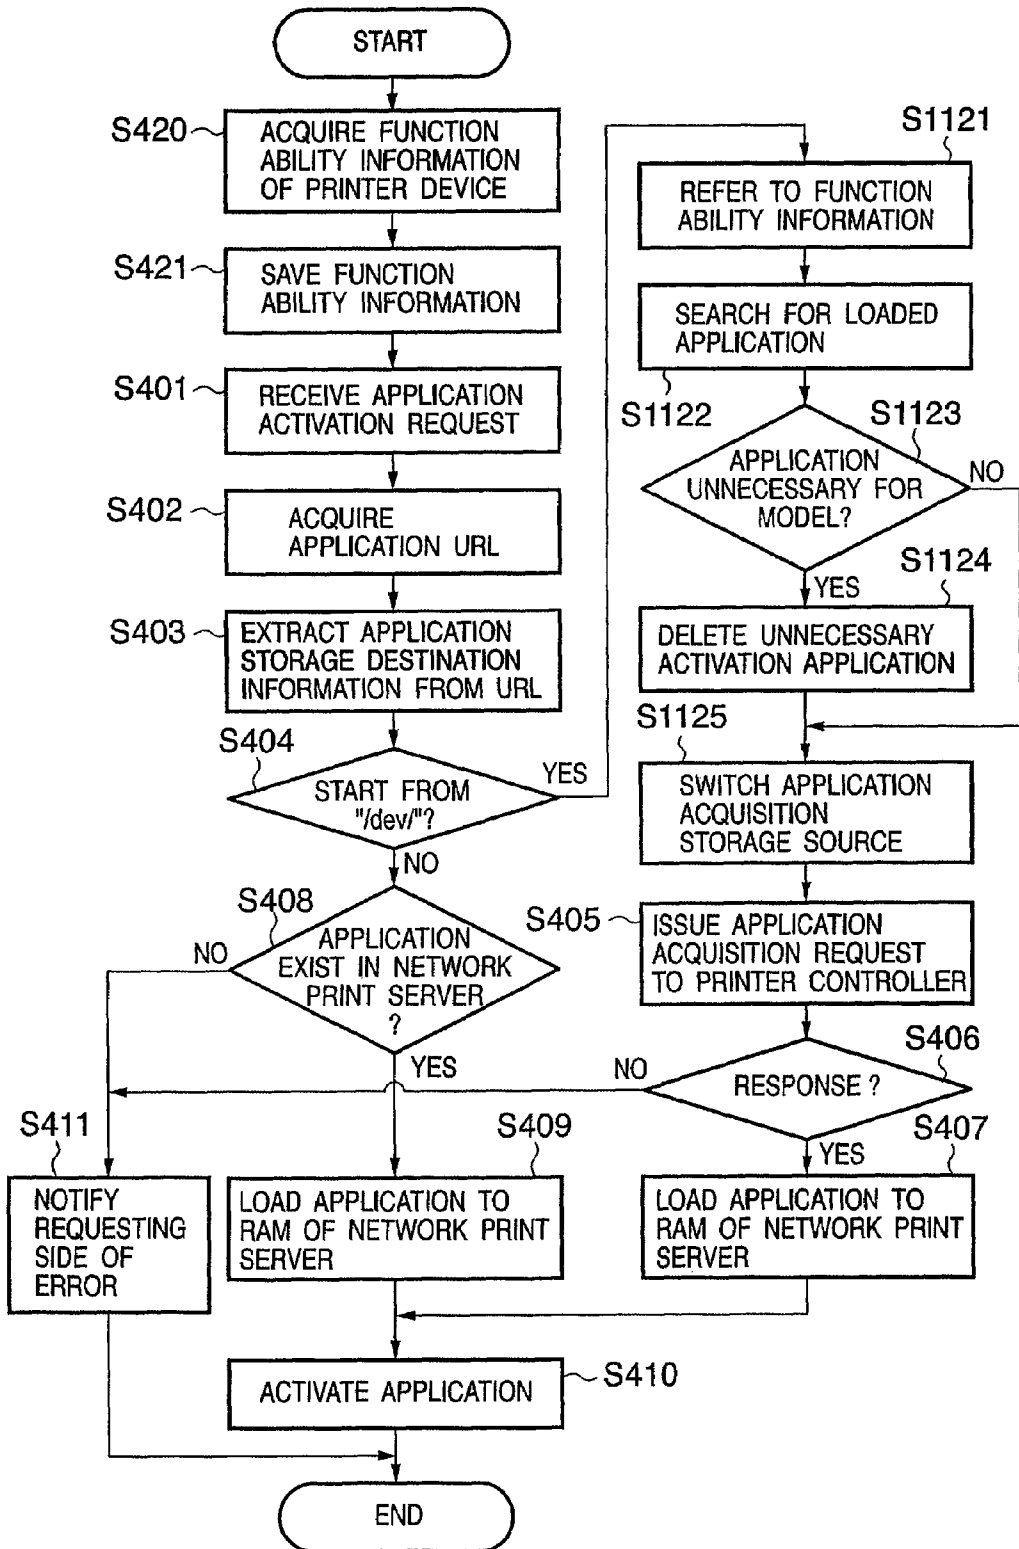 START
S420
ACQUIRE FUNCTION
ABILITY INFORMATION
OF PRINTER DEVICE
S421
SAVE FUNCTION
ABILITY INFORMATION
S401
RECEIVE APPLICATION
ACTIVATION REQUEST
S402
ACQUIRE
APPLICATION URL
S403
EXTRACT APPLICATION
STORAGE DESTINATION
INFORMATION FROM URL
S404
START FROM
"/dev/"?
YES
NO
S408
APPLICATION
EXIST IN NETWORK
PRINT SERVER
?
NO
YES
S411
NOTIFY
REQUESTING
SIDE OF
ERROR
S409
LOAD APPLICATION TO
RAM OF NETWORK PRINT
SERVER
S1121
REFER TO FUNCTION
ABILITY INFORMATION
SEARCH FOR LOADED
APPLICATION
S1122
S1123
APPLICATION
UNNECESSARY FOR
MODEL?
NO
YES
S1124
DELETE UNNECESSARY
ACTIVATION APPLICATION
S1125
SWITCH APPLICATION
ACQUISITION
STORAGE SOURCE
S405
ISSUE APPLICATION
ACQUISITION REQUEST
TO PRINTER CONTROLLER
S406
RESPONSE ?
NO
YES
S407
LOAD APPLICATION TO
RAM OF NETWORK PRINT
SERVER
ACTIVATE APPLICATION
S410
END